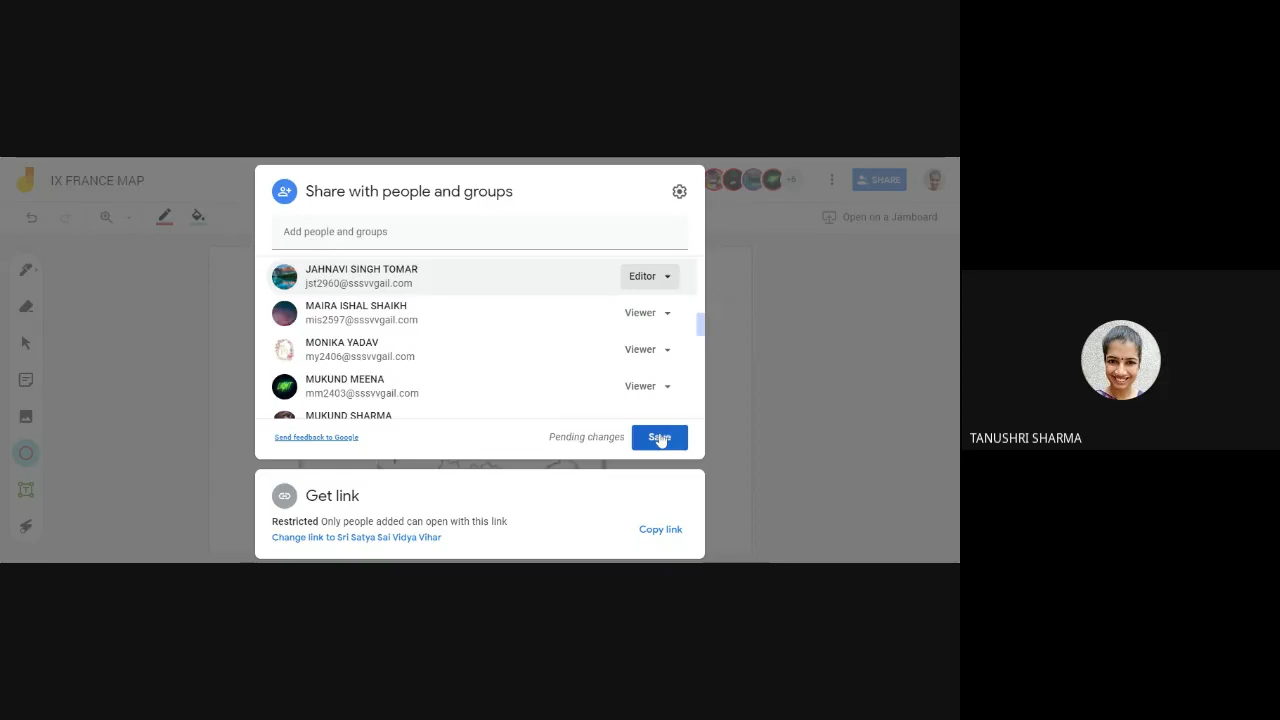 IX FRANCE MAP
+6
SHARE
Open on a Jamboard
Share with people and groups
Add people and groups
JAHNAVI SINGH TOMAR
jst2960@sssvvgail.com
Editor
MAIRA ISHAL SHAIKH
mis2597@sssvvgail.com
Viewer
MONIKA YADAV
my2406@sssvvgail.com
Viewer
MUKUND MEENA
mm2403@sssvvgail.com
Viewer
MUKUND SHARMA
Send feedback to Google
Pending changes
Save
Get link
Restricted Only people added can open with this link
Change link to Sri Satya Sai Vidya Vihar
Copy link
TANUSHRI SHARMA